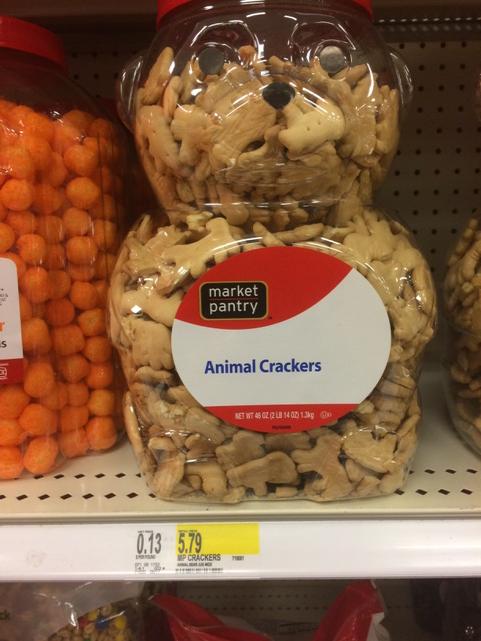 market
pantry
Animal Crackers
NET WT 46 OZ (2 LB 14 OZ) 1.3kg
0.13
5.79
MP CRACKERS